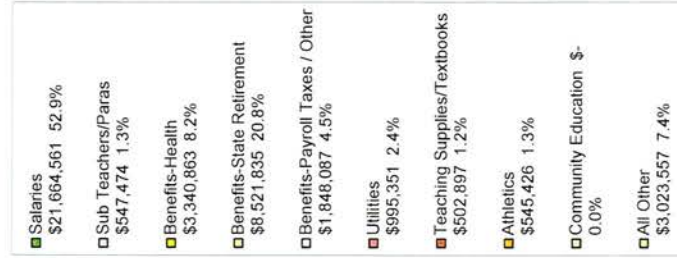 Salaries
$21,664,561 52.9%
Sub Teachers/Paras
$547,474 1.3%
Benefits-Health
$3,340,863 8.2%
Benefits-State Retirement
$8,521,835 20.8%
Benefits-Payroll Taxes / Other
$1,848,087 4.5%
Utilities
$995,351 2.4%
Teaching Supplies/Textbooks
$502,897 1.2%
Athletics
$545,426 1.3%
Community Education $-
0.0%
All Other
$3,023,557 7.4%